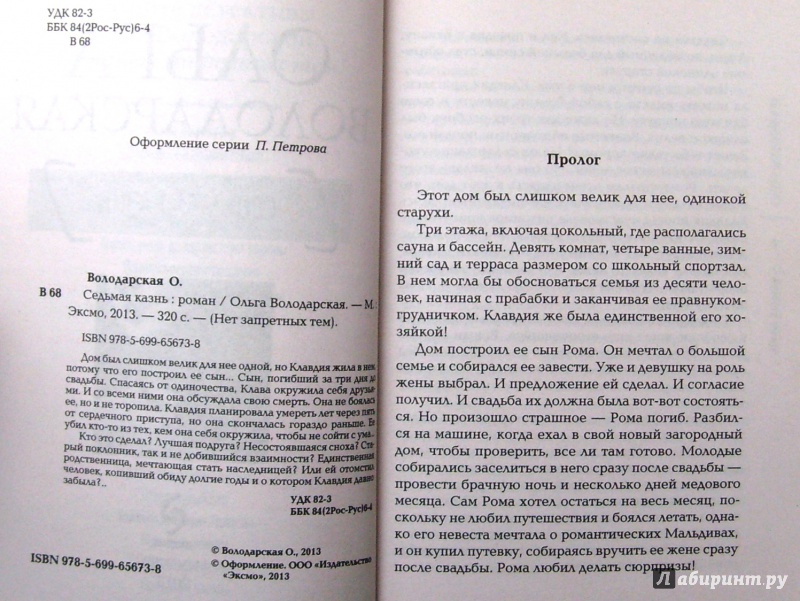 УДК 82-3
ББК 84(2Рос-Рус)6-4
В 68
Оформление серии П. Петрова
Володарская О.
В 68 Седьмая казнь : роман / Ольга Володарская. — М.:
Эксмо, 2013. — 320 с. — (Нет запретных тем).
ISBN 978-5-699-65673-8
Дом был слишком велик для нее одной, но Клавдия жила в нем,
потому что его построил ее сын... Сын, погибший за три дня до
свадьбы. Спасаясь от одиночества, Клава окружила себя друзь-
ями. И со всеми ними она обсуждала свою смерть. Она не боялась
ее, но и не торопила. Клавдия планировала умереть лет через пять
от сердечного приступа, но она скончалась гораздо раньше. Ее
убил кто-то из тех, кем она себя окружила, чтобы не сойти с ума...
Кто это сделал? Лучшая подруга? Несостоявшаяся сноха? Ста-
рый поклонник, так и не добившийся взаимности? Единственная
родственница, мечтающая стать наследницей? Или ей отомстил
человек, копивший обиду долгие годы и о котором Клавдия давно
забыла?..
УДК 82-3
ББК 84(2Рос-Рус)6-4
© Володарская О., 2013
© Оформление. ООО «Издательство
«Эксмо», 2013
ISBN 978-5-699-65673-8
Пролог
Этот дом был слишком велик для нее, одинокой
старухи.
Три этажа, включая цокольный, где располагались
сауна и бассейн. Девять комнат, четыре ванные, зим-
ний сад и терраса размером со школьный спортзал.
В нем могла бы обосноваться семья из десяти чело-
век, начиная с прабабки и заканчивая ее правнуком-
грудничком. Клавдия же была единственной его хо-
зяйкой!
Дом построил ее сын Рома. Он мечтал о большой
семье и собирался ее завести. Уже и девушку на роль
жены выбрал. И предложение ей сделал. И согласие
получил. И свадьба их должна была вот-вот состоять-
ся. Но произошло страшное — Рома погиб. Разбил-
ся на машине, когда ехал в свой новый загородный
дом, чтобы проверить, все ли там готово. Молодые
собирались заселиться в него сразу после свадьбы —
провести брачную ночь и несколько дней медового
месяца. Сам Рома хотел остаться на весь месяц, по-
скольку не любил путешествия и боялся летать, одна-
ко его невеста мечтала о романтических Мальдивах,
и он купил путевку, собираясь вручить ее жене сразу
после свадьбы. Рома любил делать сюрпризы!
Лабиринт.ру